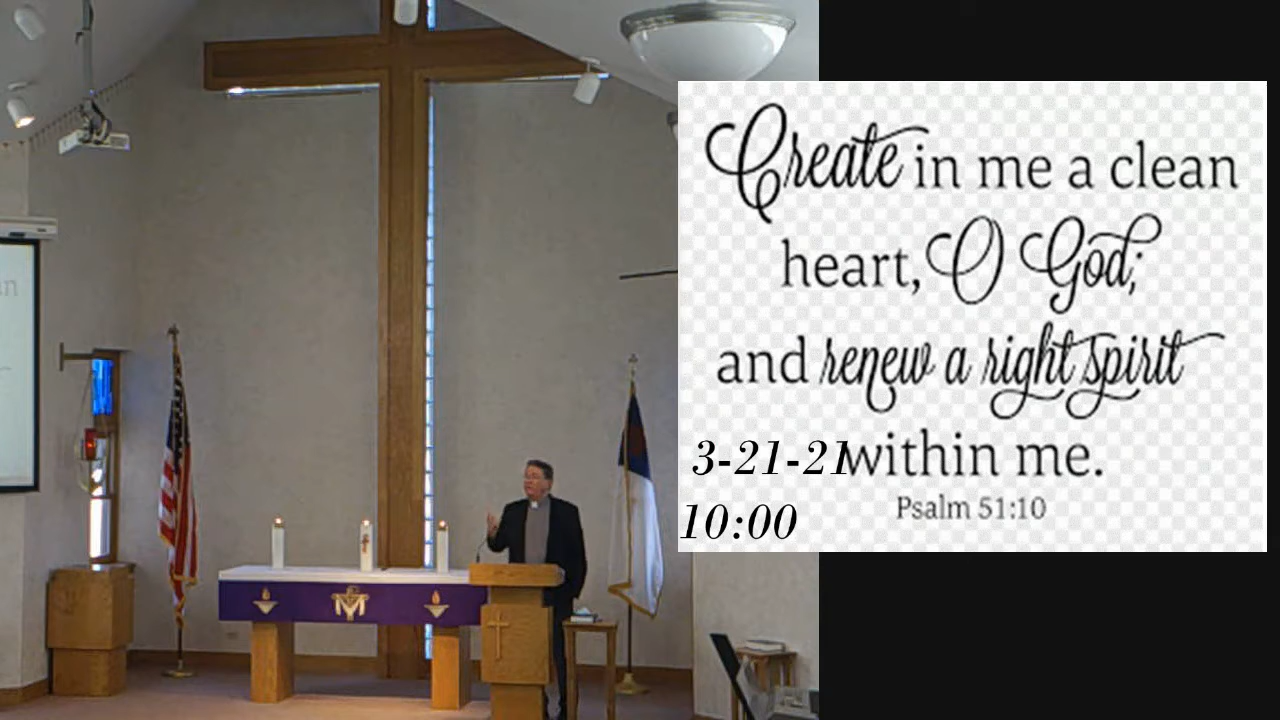 Create in me a clean
heart, O God;
and renew a right spirit
within me.
Psalm 51:10
3-21-21
10:00